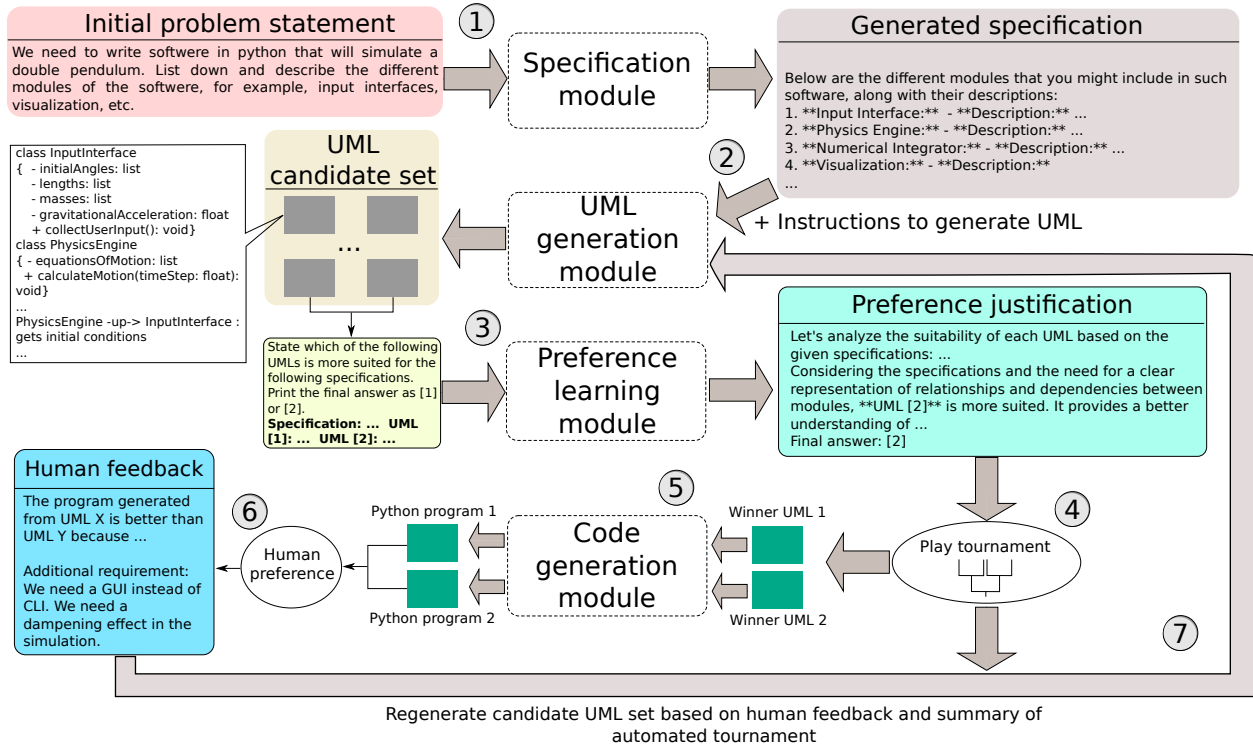 Initial problem statement
We need to write softwere in python that will simulate a
double pendulum. List down and describe the different
modules of the softwere, for example, input interfaces,
visualization, etc.
1
Specification
module
Generated specification
Below are the different modules that you might include in such
software, along with their descriptions:
1. **Input Interface:** - **Description:** ...
2. **Physics Engine:** - **Description:** ...
3. **Numerical Integrator:** - **Description:** ...
4. **Visualization:** - **Description:**
...
2
+ Instructions to generate UML
UML
generation
module
UML
candidate set
...
class InputInterface
{ - initialAngles: list
- lengths: list
- masses: list
- gravitationalAcceleration: float
+ collectUserInput(): void}
class PhysicsEngine
{ - equationsOfMotion: list
+ calculateMotion(timeStep: float):
void}
...
PhysicsEngine -up-> InputInterface :
gets initial conditions
...
State which of the following
UMLs is more suited for the
following specifications.
Print the final answer as [1]
or [2].
Specification: ... UML
[1]: ... UML [2]: ...
3
Preference
learning
module
Preference justification
Let's analyze the suitability of each UML based on the
given specifications: ...
Considering the specifications and the need for a clear
representation of relationships and dependencies between
modules, **UML [2]** is more suited. It provides a better
understanding of ...
Final answer: [2]
4
Play tournament
Winner UML 1
Winner UML 2
5
Code
generation
module
Python program 1
Python program 2
6
Human
preference
Human feedback
The program generated
from UML X is better than
UML Y because ...
Additional requirement:
We need a GUI instead of
CLI. We need a
dampening effect in the
simulation.
7
Regenerate candidate UML set based on human feedback and summary of
automated tournament